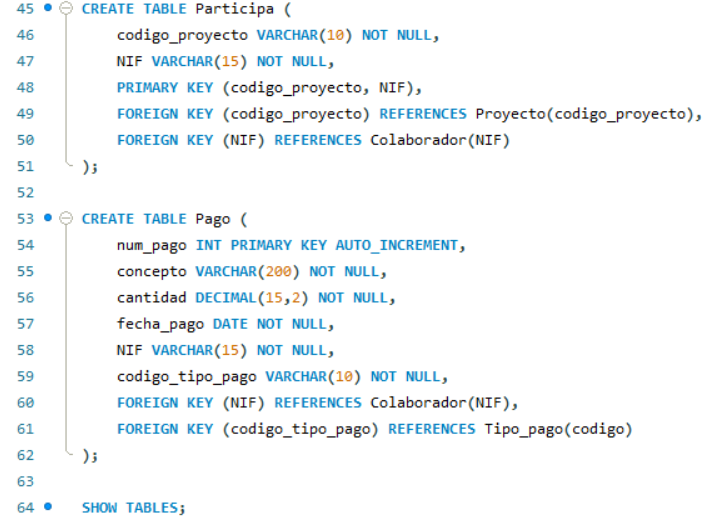 45 CREATE TABLE Participa (
46 codigo_proyecto VARCHAR(10) NOT NULL,
47 NIF VARCHAR(15) NOT NULL,
48 PRIMARY KEY (codigo_proyecto, NIF),
49 FOREIGN KEY (codigo_proyecto) REFERENCES Proyecto(codigo_proyecto),
50 FOREIGN KEY (NIF) REFERENCES Colaborador(NIF)
51 );
52
53 CREATE TABLE Pago (
54 num_pago INT PRIMARY KEY AUTO_INCREMENT,
55 concepto VARCHAR(200) NOT NULL,
56 cantidad DECIMAL(15,2) NOT NULL,
57 fecha_pago DATE NOT NULL,
58 NIF VARCHAR(15) NOT NULL,
59 codigo_tipo_pago VARCHAR(10) NOT NULL,
60 FOREIGN KEY (NIF) REFERENCES Colaborador(NIF),
61 FOREIGN KEY (codigo_tipo_pago) REFERENCES Tipo_pago(codigo)
62 );
63
64 SHOW TABLES;